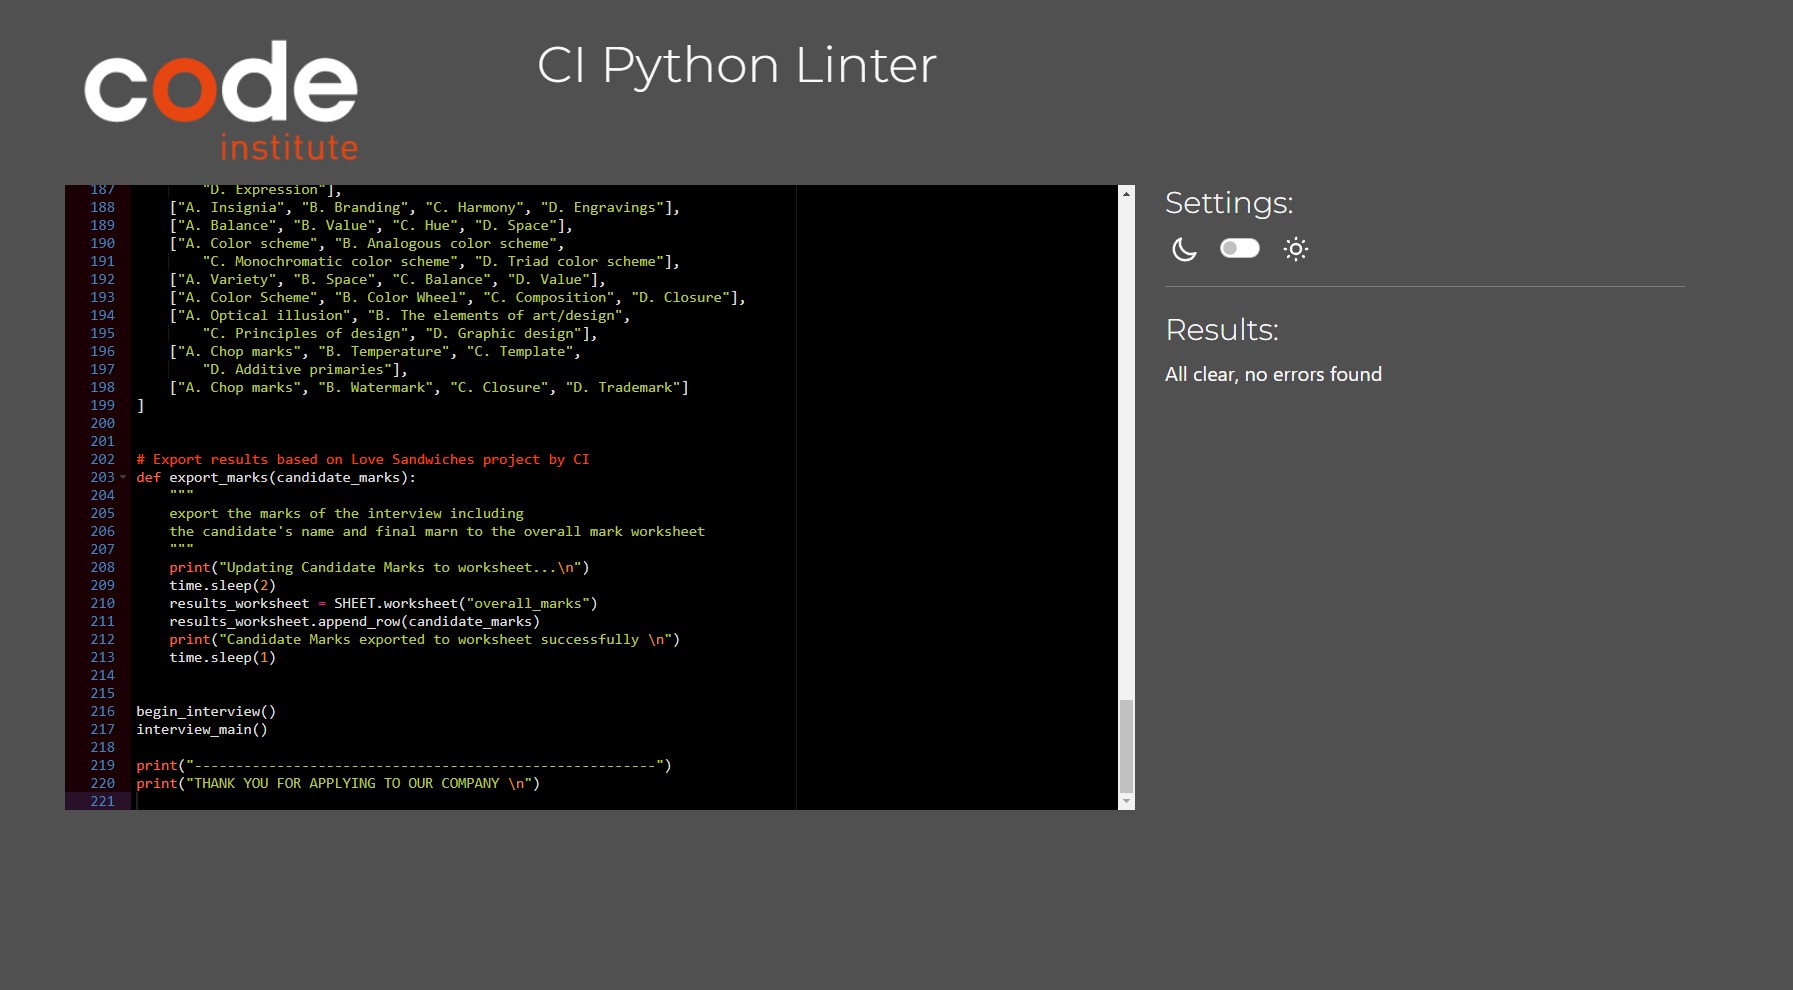 code
institute
CI Python Linter
187 "D. Expression"],
188 ["A. Insignia", "B. Branding", "C. Harmony", "D. Engravings"],
189 ["A. Balance", "B. Value", "C. Hue", "D. Space"],
190 ["A. Color scheme", "B. Analogous color scheme",
191 "C. Monochromatic color scheme", "D. Triad color scheme"],
192 ["A. Variety", "B. Space", "C. Balance", "D. Value"],
193 ["A. Color Scheme", "B. Color Wheel", "C. Composition", "D. Closure"],
194 ["A. Optical illusion", "B. The elements of art/design",
195 "C. Principles of design", "D. Graphic design"],
196 ["A. Chop marks", "B. Temperature", "C. Template",
197 "D. Additive primaries"],
198 ["A. Chop marks", "B. Watermark", "C. Closure", "D. Trademark"]
199 ]
200
201
202 # Export results based on Love Sandwiches project by CI
203 def export_marks(candidate_marks):
204 """
205 export the marks of the interview including
206 the candidate's name and final marn to the overall mark worksheet
207 """
208 print("Updating Candidate Marks to worksheet...\n")
209 time.sleep(2)
210 results_worksheet = SHEET.worksheet("overall_marks")
211 results_worksheet.append_row(candidate_marks)
212 print("Candidate Marks exported to worksheet successfully \n")
213 time.sleep(1)
214
215
216 begin_interview()
217 interview_main()
218
219 print("--------------------------------------------------------")
220 print("THANK YOU FOR APPLYING TO OUR COMPANY \n")
221
Settings:
Results:
All clear, no errors found